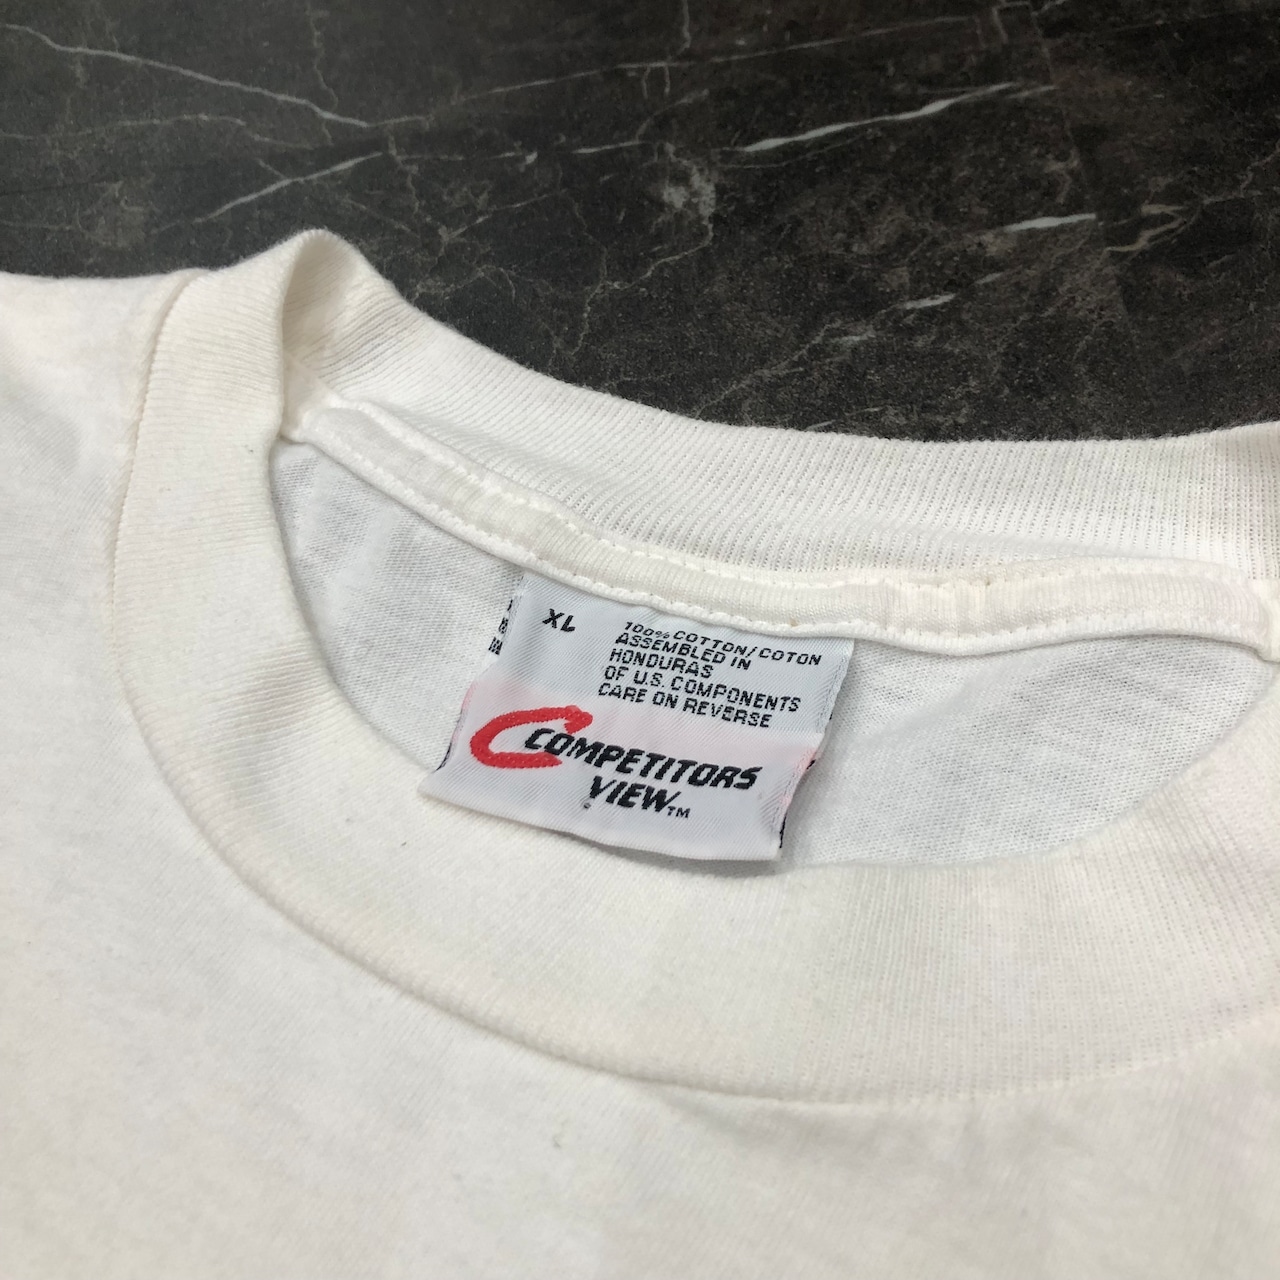 XL
100% COTTON/COTON
ASSEMBLED IN
HONDURAS
OF U.S. COMPONENTS
CARE ON REVERSE
COMPETITORS
VIEW™